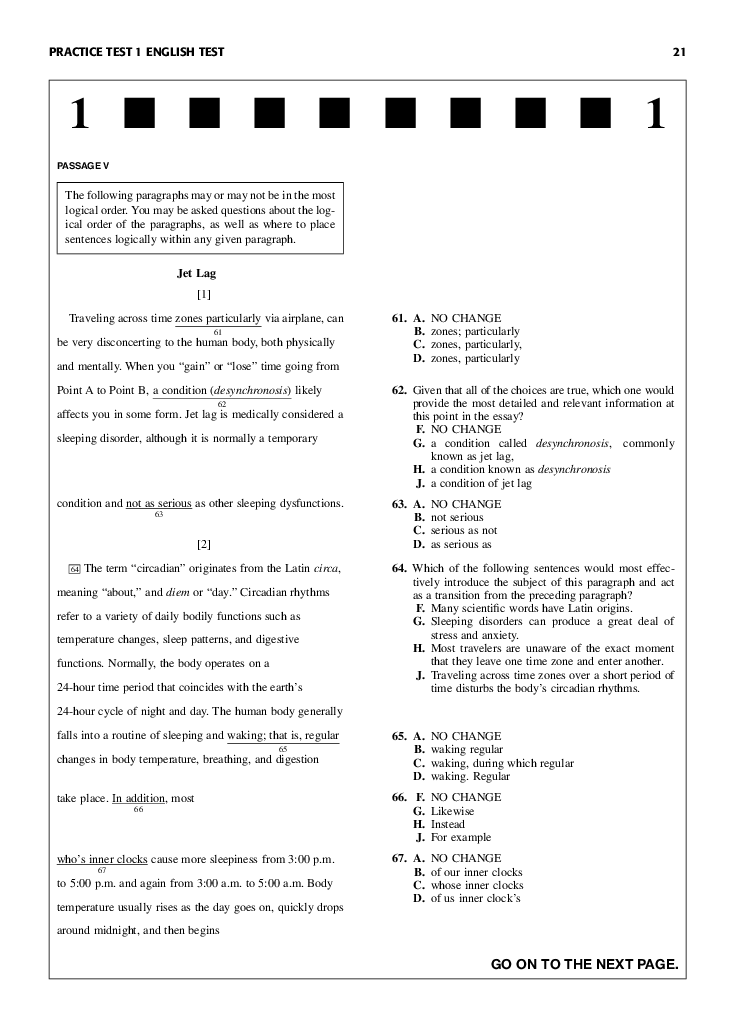 PRACTICE TEST 1 ENGLISH TEST 21
1 1
PASSAGE V
The following paragraphs may or may not be in the most
logical order. You may be asked questions about the log-
ical order of the paragraphs, as well as where to place
sentences logically within any given paragraph.
Jet Lag
[1]
Traveling across time zones particularly via airplane, can
61
be very disconcerting to the human body, both physically
and mentally. When you “gain” or “lose” time going from
Point A to Point B, a condition (desynchronosis) likely
62
affects you in some form. Jet lag is medically considered a
sleeping disorder, although it is normally a temporary
condition and not as serious as other sleeping dysfunctions.
63
[2]
64 The term “circadian” originates from the Latin circa,
meaning “about,” and diem or “day.” Circadian rhythms
refer to a variety of daily bodily functions such as
temperature changes, sleep patterns, and digestive
functions. Normally, the body operates on a
24-hour time period that coincides with the earth’s
24-hour cycle of night and day. The human body generally
falls into a routine of sleeping and waking; that is, regular
65
changes in body temperature, breathing, and digestion
take place. In addition, most
66
who’s inner clocks cause more sleepiness from 3:00 p.m.
67
to 5:00 p.m. and again from 3:00 a.m. to 5:00 a.m. Body
temperature usually rises as the day goes on, quickly drops
around midnight, and then begins
61. A. NO CHANGE
B. zones; particularly
C. zones, particularly,
D. zones, particularly
62. Given that all of the choices are true, which one would
provide the most detailed and relevant information at
this point in the essay?
F. NO CHANGE
G. a condition called desynchronosis, commonly
known as jet lag,
H. a condition known as desynchronosis
J. a condition of jet lag
63. A. NO CHANGE
B. not serious
C. serious as not
D. as serious as
64. Which of the following sentences would most effec-
tively introduce the subject of this paragraph and act
as a transition from the preceding paragraph?
F. Many scientific words have Latin origins.
G. Sleeping disorders can produce a great deal of
stress and anxiety.
H. Most travelers are unaware of the exact moment
that they leave one time zone and enter another.
J. Traveling across time zones over a short period of
time disturbs the body’s circadian rhythms.
65. A. NO CHANGE
B. waking regular
C. waking, during which regular
D. waking. Regular
66. F. NO CHANGE
G. Likewise
H. Instead
J. For example
67. A. NO CHANGE
B. of our inner clocks
C. whose inner clocks
D. of us inner clock’s
GO ON TO THE NEXT PAGE.